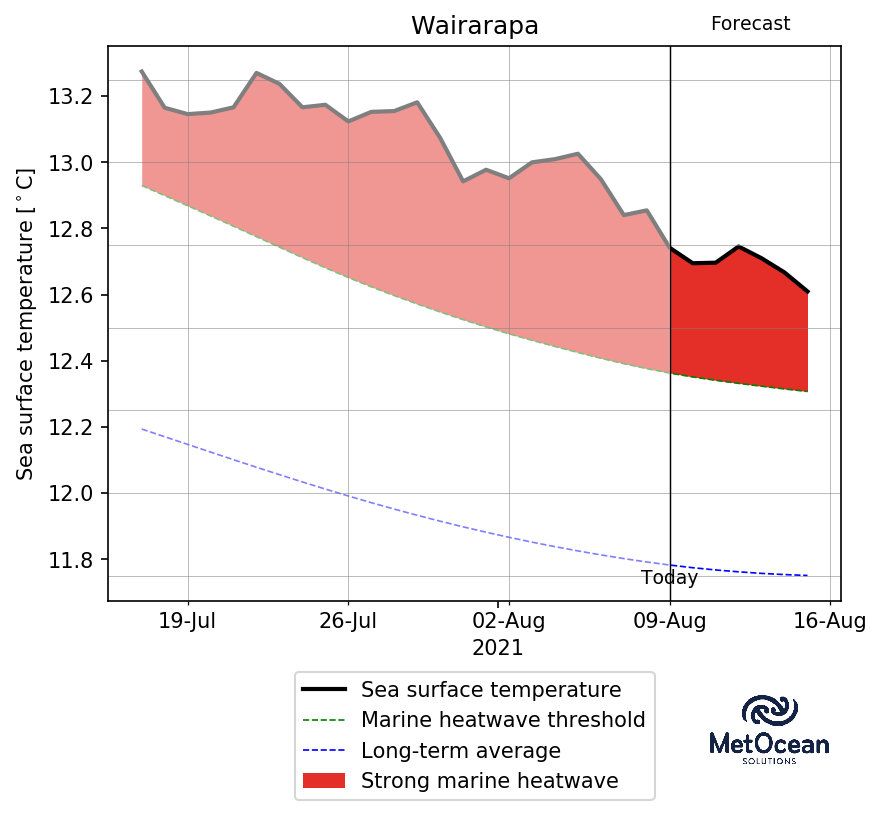 Wairarapa
Forecast
Sea surface temperature [˚C]
13.2
13.0
12.8
12.6
12.4
12.2
12.0
11.8
Today
19-Jul 26-Jul 02-Aug 09-Aug 16-Aug
2021
Sea surface temperature
Marine heatwave threshold
Long-term average
Strong marine heatwave
MetOcean
SOLUTIONS